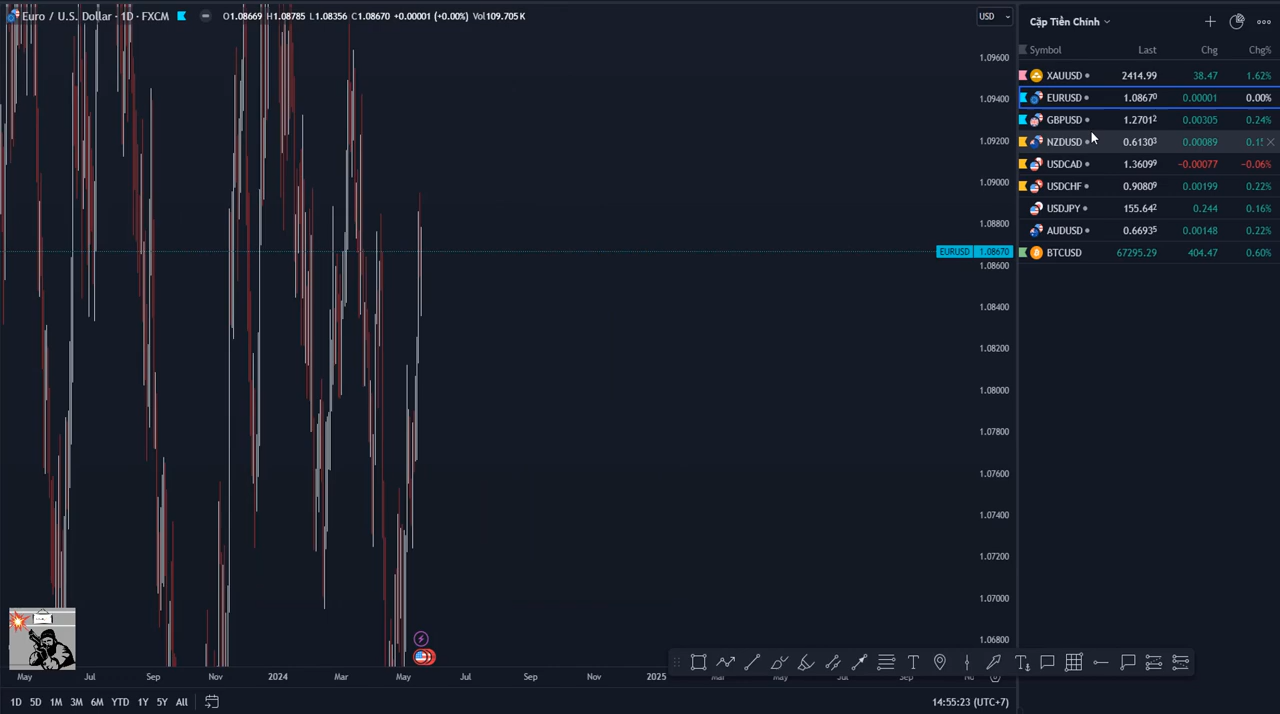 Euro / U.S. Dollar · 1D · FXCM O1.08669 H1.08785 L1.08356 C1.08670 +0.00001 (+0.00%) Vol109.705 K
USD
1.09600
1.09400
1.09200
1.09000
1.08800
EURUSD 1.08670
1.08600
1.08400
1.08200
1.08000
1.07800
1.07600
1.07400
1.07200
1.07000
1.06800
May Jul Sep Nov 2024 Mar May Jul Sep Nov 2025 Mar May Jul Sep
1D 5D 1M 3M 6M YTD 1Y 5Y All
14:55:23 (UTC+7)
Cặp Tiền Chính
Symbol Last Chg Chg%
XAUUSD 2414.99 38.47 1.62%
EURUSD 1.08670 0.00001 0.00%
GBPUSD 1.27012 0.00305 0.24%
NZDUSD 0.61303 0.00089
USDCAD 1.36099 −0.00077 −0.06%
USDCHF 0.90809 0.00199 0.22%
USDJPY 155.642 0.244 0.16%
AUDUSD 0.66935 0.00148 0.22%
BTCUSD 67295.29 404.47 0.60%